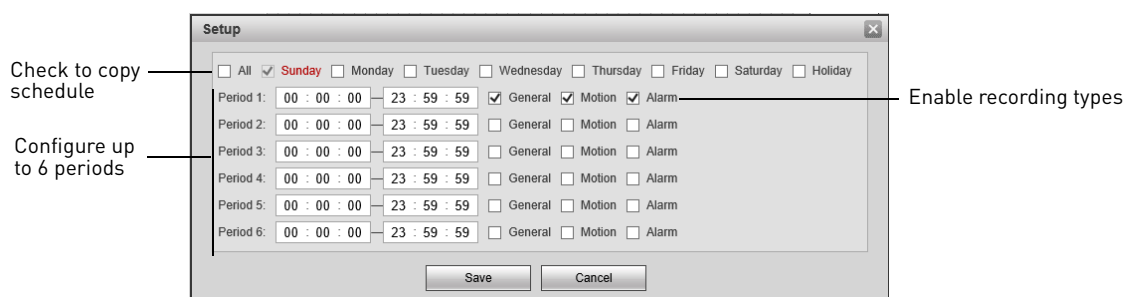 Setup
Check to copy schedule
All Sunday Monday Tuesday Wednesday Thursday Friday Saturday Holiday
Period 1: 00 : 00 : 00 — 23 : 59 : 59 General Motion Alarm
Enable recording types
Period 2: 00 : 00 : 00 — 23 : 59 : 59 General Motion Alarm
Configure up to 6 periods
Period 3: 00 : 00 : 00 — 23 : 59 : 59 General Motion Alarm
Period 4: 00 : 00 : 00 — 23 : 59 : 59 General Motion Alarm
Period 5: 00 : 00 : 00 — 23 : 59 : 59 General Motion Alarm
Period 6: 00 : 00 : 00 — 23 : 59 : 59 General Motion Alarm
Save Cancel